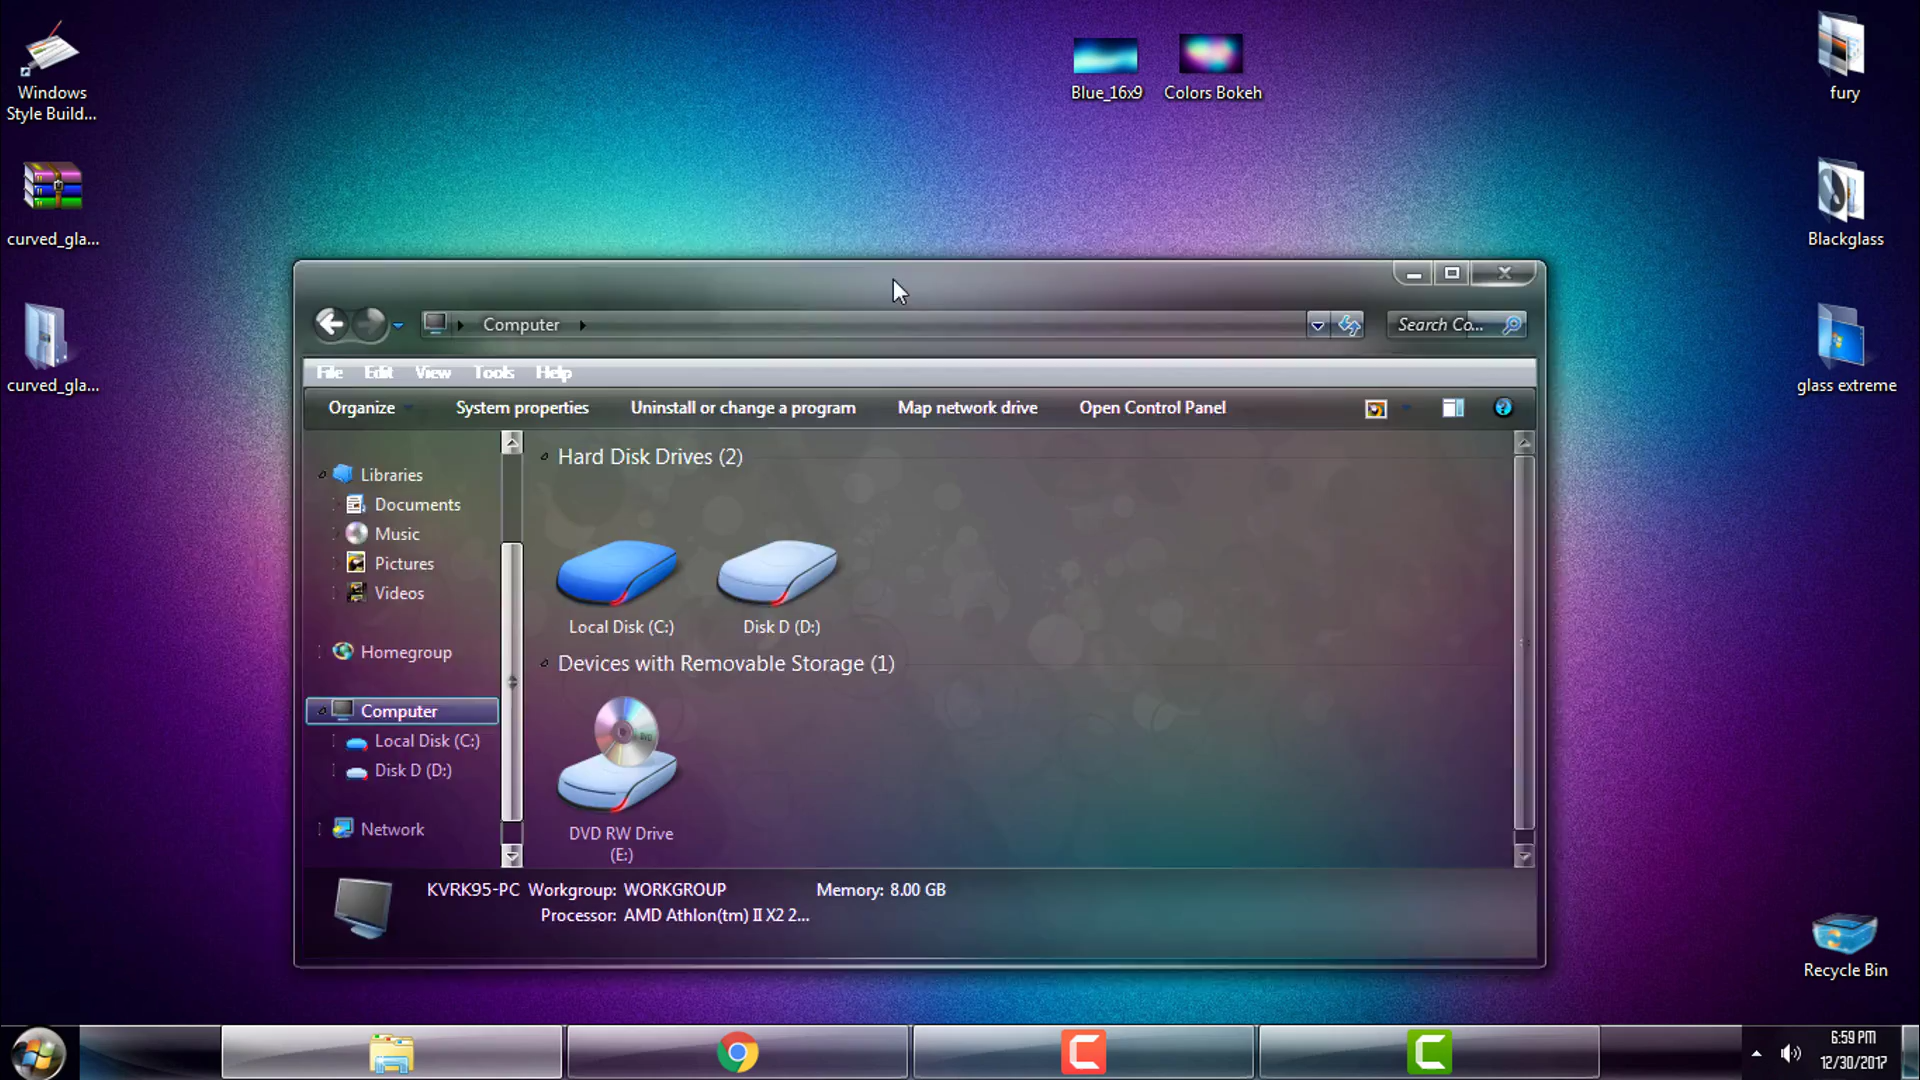 Windows
Style Build...
curved_gla...
curved_gla...
Blue_16x9
Colors Bokeh
fury
Blackglass
glass extreme
Recycle Bin
Computer
Search Co...
File Edit View Tools Help
Organize System properties Uninstall or change a program Map network drive Open Control Panel
Libraries
Documents
Music
Pictures
Videos
Homegroup
Computer
Local Disk (C:)
Disk D (D:)
Network
Hard Disk Drives (2)
Local Disk (C:)
Disk D (D:)
Devices with Removable Storage (1)
DVD RW Drive
(E:)
KVRK95-PC Workgroup: WORKGROUP Memory: 8.00 GB
Processor: AMD Athlon(tm) II X2 2...
6:59 PM
12/30/2017